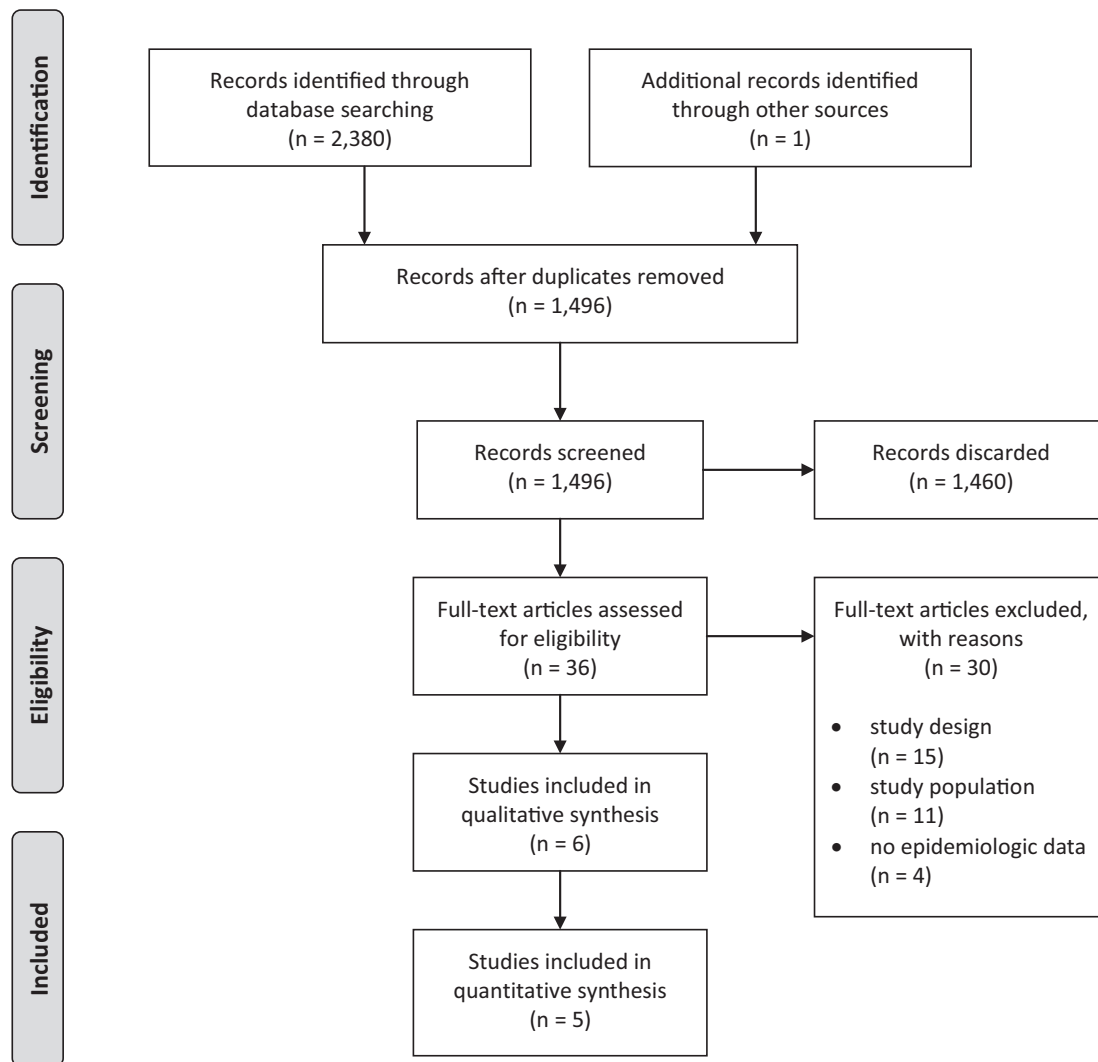 Identification
Records identified through
database searching
(n = 2,380)
Additional records identified
through other sources
(n = 1)
Screening
Records after duplicates removed
(n = 1,496)
Records screened
(n = 1,496)
Records discarded
(n = 1,460)
Eligibility
Full-text articles assessed
for eligibility
(n = 36)
Full-text articles excluded,
with reasons
(n = 30)
• study design
(n = 15)
• study population
(n = 11)
• no epidemiologic data
(n = 4)
Studies included in
qualitative synthesis
(n = 6)
Included
Studies included in
quantitative synthesis
(n = 5)